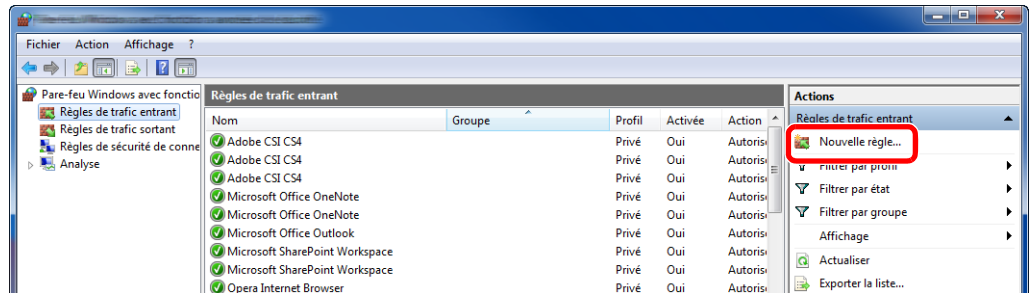 Fichier Action Affichage ?
Pare-feu Windows avec fonctio
Règles de trafic entrant
Règles de trafic sortant
Règles de sécurité de conne
Analyse
Règles de trafic entrant
Nom Groupe Profil Activée Action
Adobe CSI CS4 Privé Oui Autoris
Adobe CSI CS4 Privé Oui Autoris
Adobe CSI CS4 Privé Oui Autoris
Microsoft Office OneNote Privé Oui Autoris
Microsoft Office OneNote Privé Oui Autoris
Microsoft Office Outlook Privé Oui Autoris
Microsoft SharePoint Workspace Privé Oui Autoris
Microsoft SharePoint Workspace Privé Oui Autoris
Opera Internet Browser Privé Oui Autoris
Actions
Règles de trafic entrant
Nouvelle règle...
Filtrer par profil
Filtrer par état
Filtrer par groupe
Affichage
Actualiser
Exporter la liste...